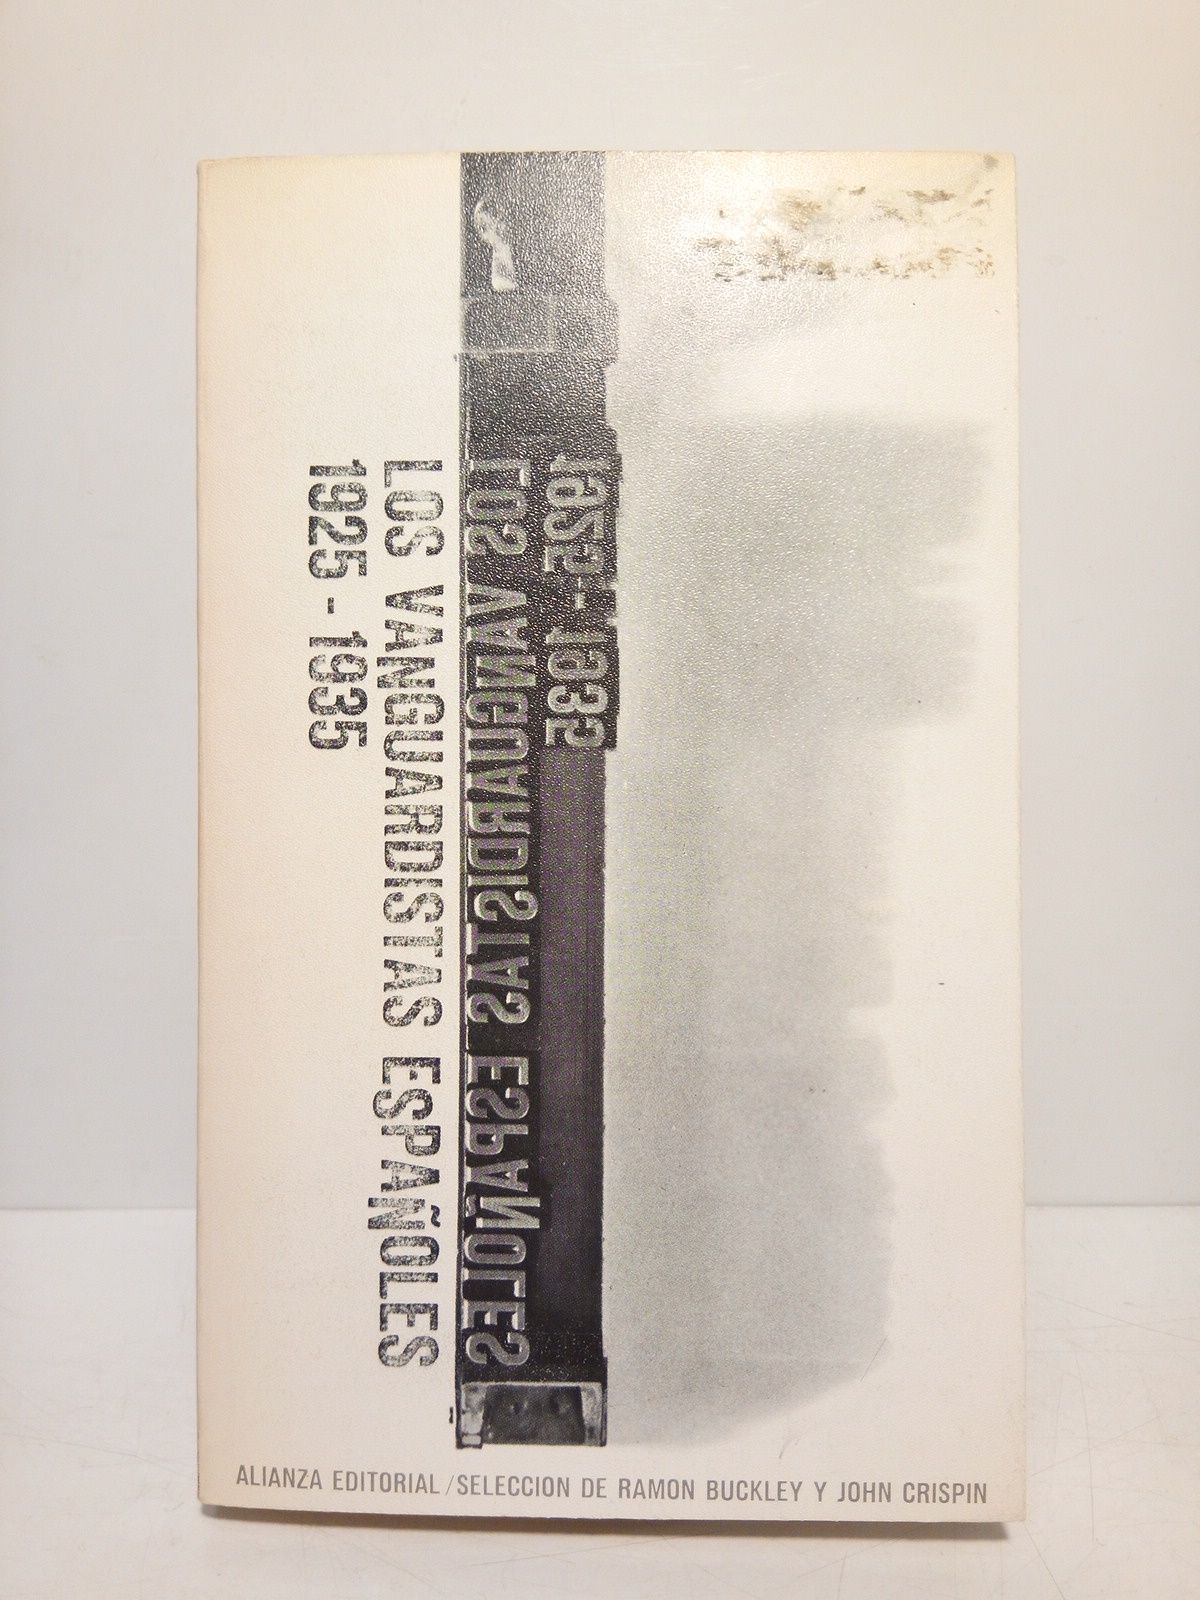 LOS VANGUARDISTAS ESPAÑOLES
1925 - 1935
1925 - 1935
LOS VANGUARDISTAS ESPAÑOLES
ALIANZA EDITORIAL / SELECCION DE RAMON BUCKLEY Y JOHN CRISPIN